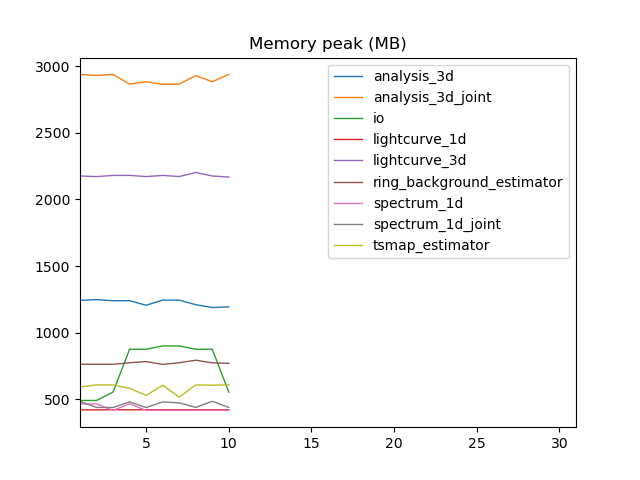 Memory peak (MB)
3000
2500
2000
1500
1000
500
5
10
15
20
25
30
analysis_3d
analysis_3d_joint
io
lightcurve_1d
lightcurve_3d
ring_background_estimator
spectrum_1d
spectrum_1d_joint
tsmap_estimator